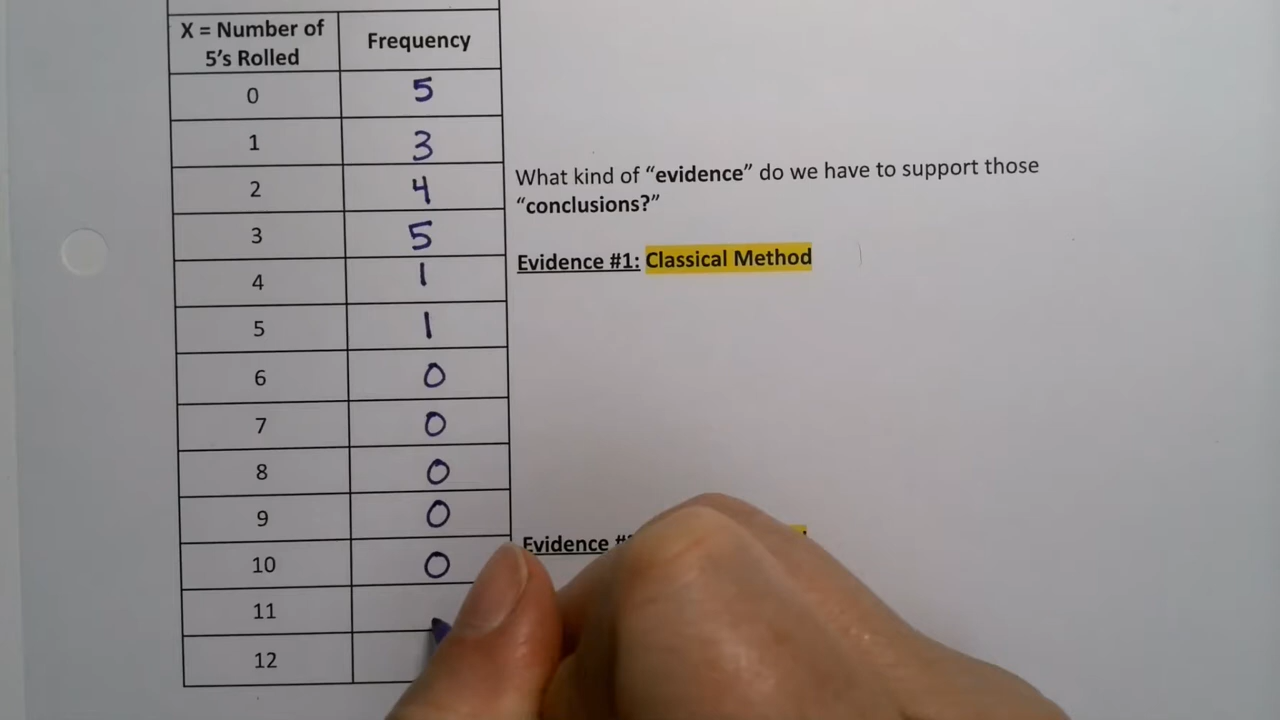 X = Number of
5's Rolled
Frequency
0 5
1 3
2 4
3 5
4 1
5 1
6 0
7 0
8 0
9 0
10 0
11
12
What kind of “evidence” do we have to support those
“conclusions?”
Evidence #1: Classical Method
Evidence